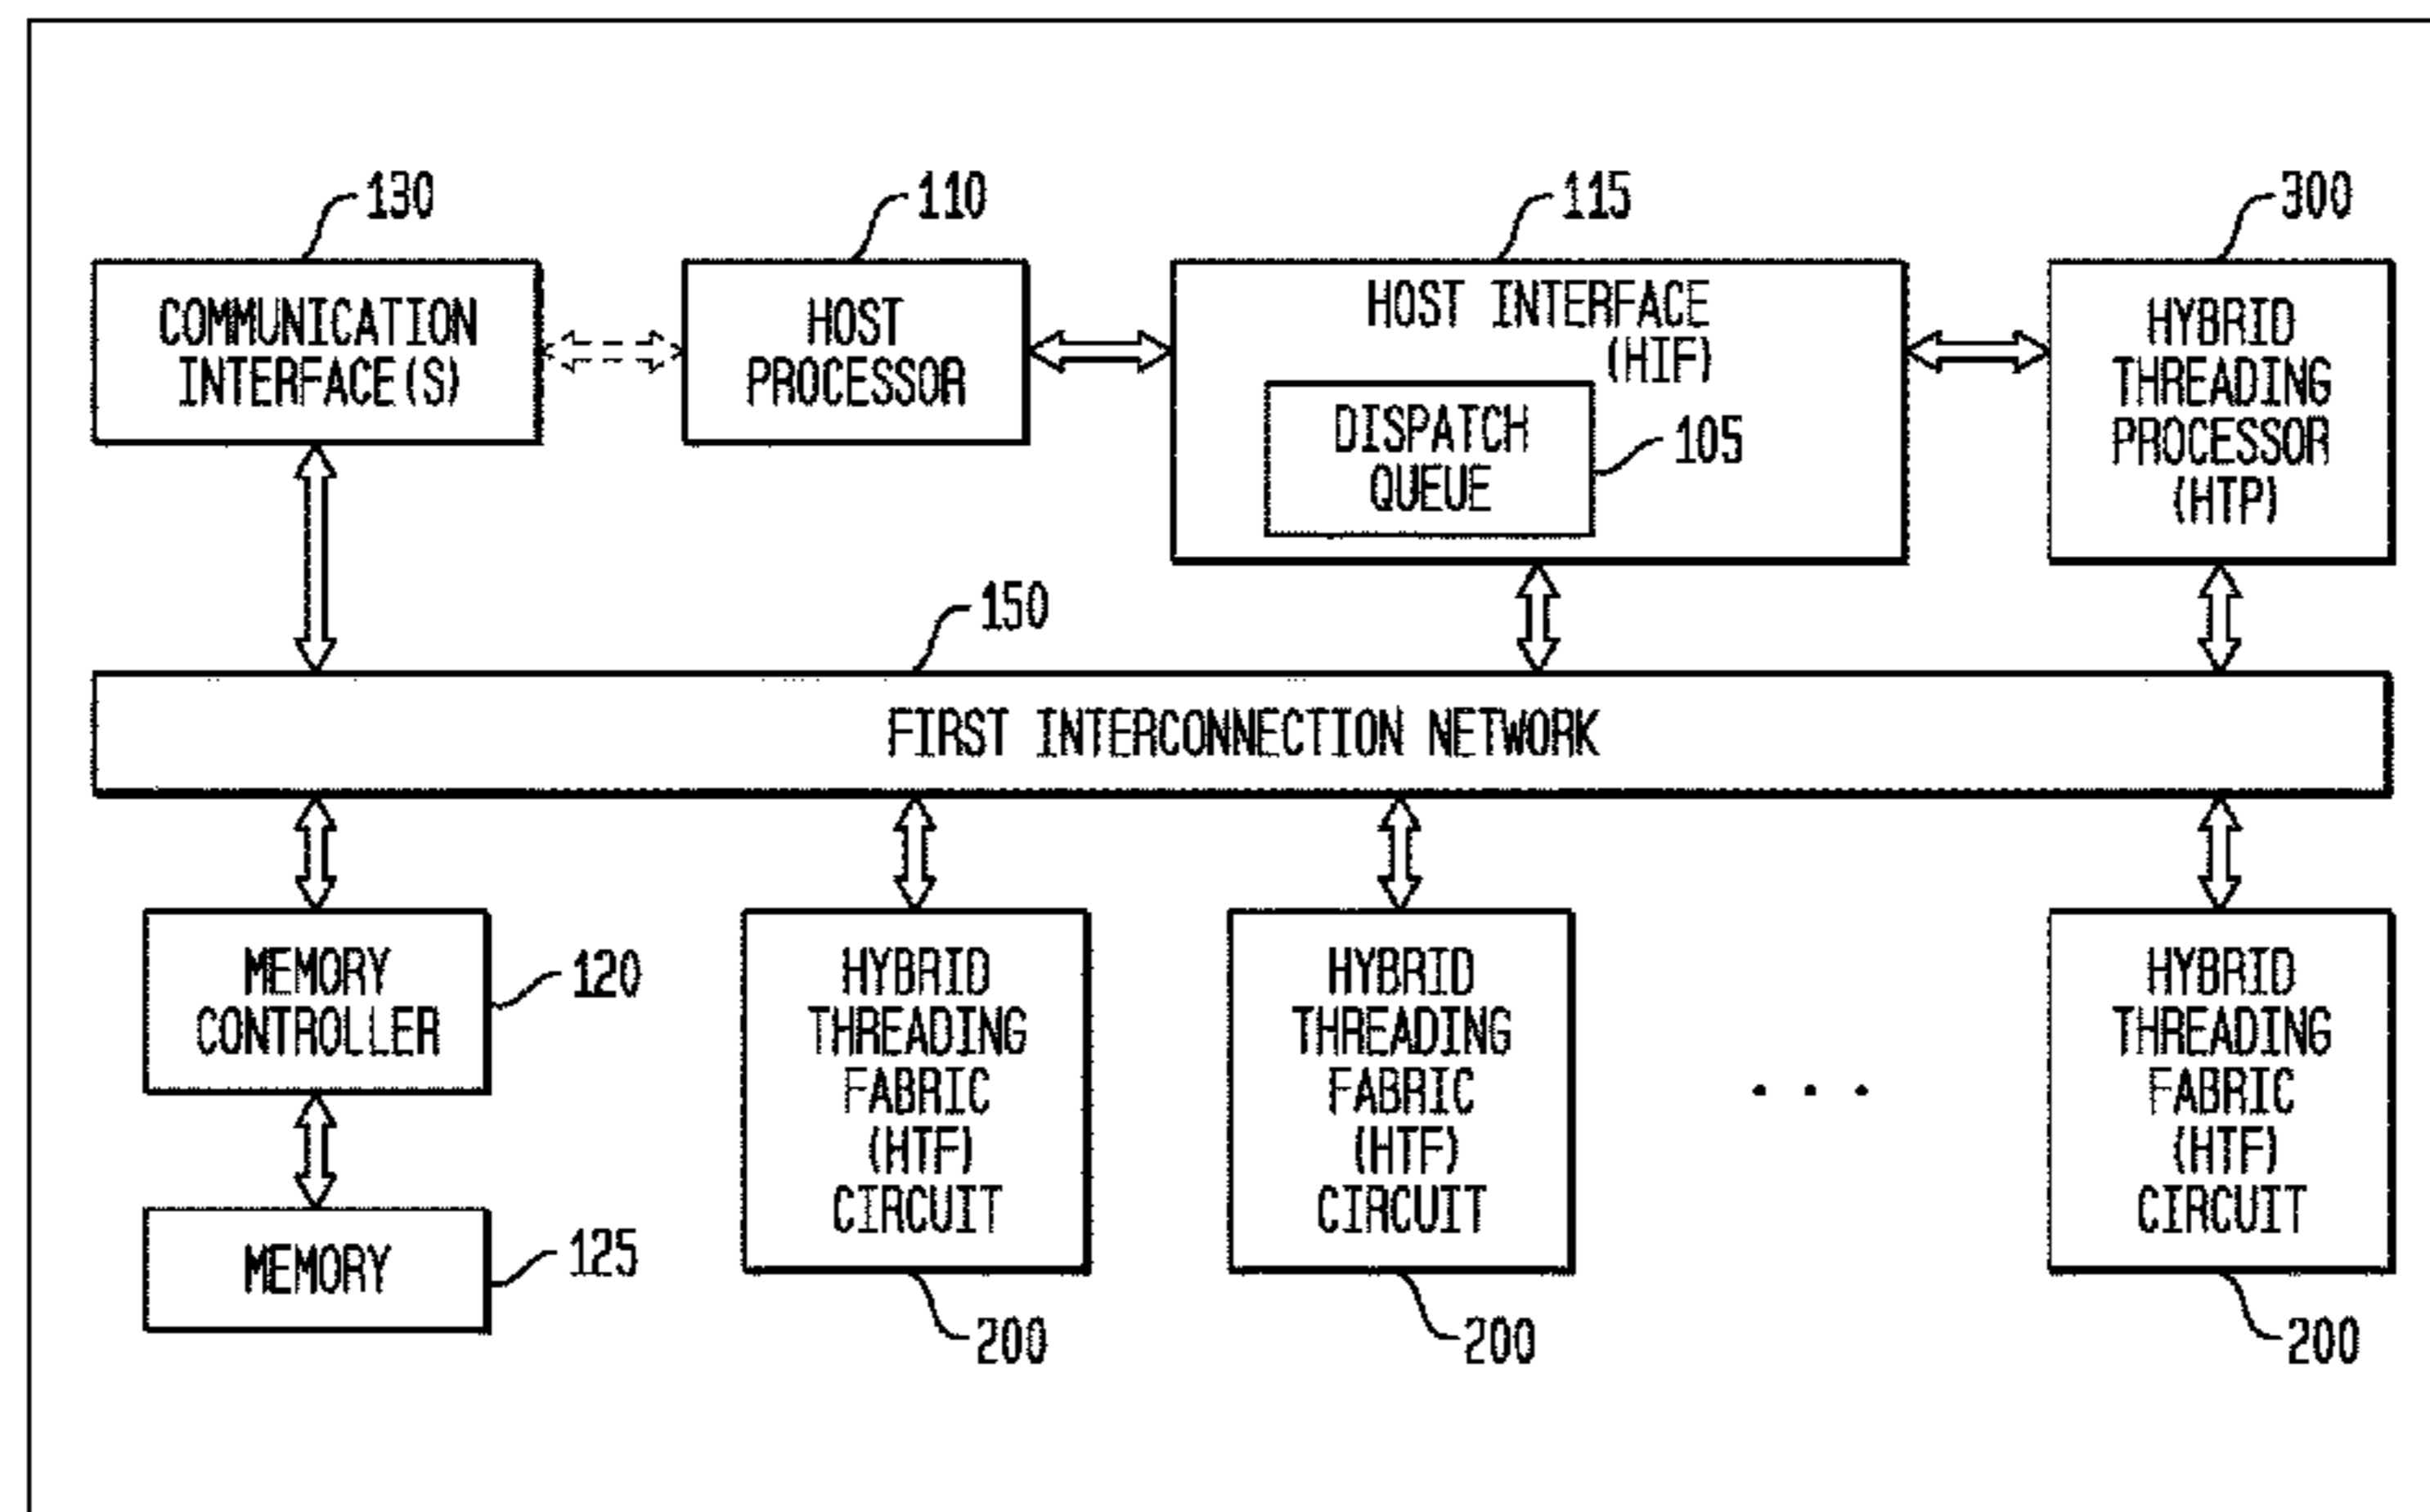 130
110
115
300
COMMUNICATION
INTERFACE(S)
HOST
PROCESSOR
HOST INTERFACE
(HIF)
DISPATCH
QUEUE
105
HYBRID
THREADING
PROCESSOR
(HTP)
150
FIRST INTERCONNECTION NETWORK
MEMORY
CONTROLLER
120
MEMORY
125
HYBRID
THREADING
FABRIC
(HTF)
CIRCUIT
200
HYBRID
THREADING
FABRIC
(HTF)
CIRCUIT
200
. . .
HYBRID
THREADING
FABRIC
(HTF)
CIRCUIT
200